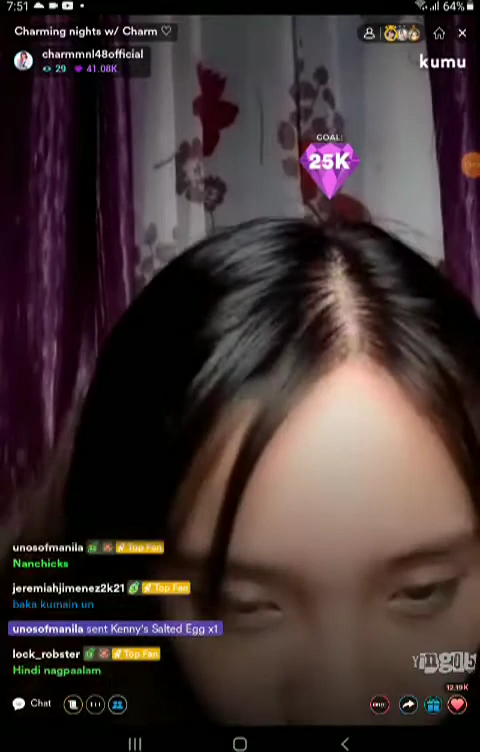 7:51
64%
Charming nights w/ Charm ♡
charmmnl48official
29 41.08K
kumu
GOAL:
25K
unosofmanila Top Fan
Nanchicks
jeremiahjimenez2k21 Top Fan
baka kumain un
unosofmanila sent Kenny's Salted Egg x1
lock_robster Top Fan
Hindi nagpaalam
12.19K
Chat